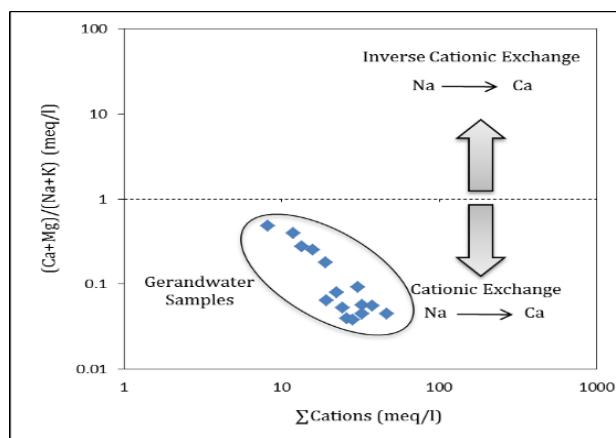 100
Inverse Cationic Exchange
Na Ca
10
1
Gerandwater
Samples
0.1
Cationic Exchange
Na Ca
0.01
1 10 100 1000
(Ca+Mg)/(Na+K) (meq/l)
∑Cations (meq/l)